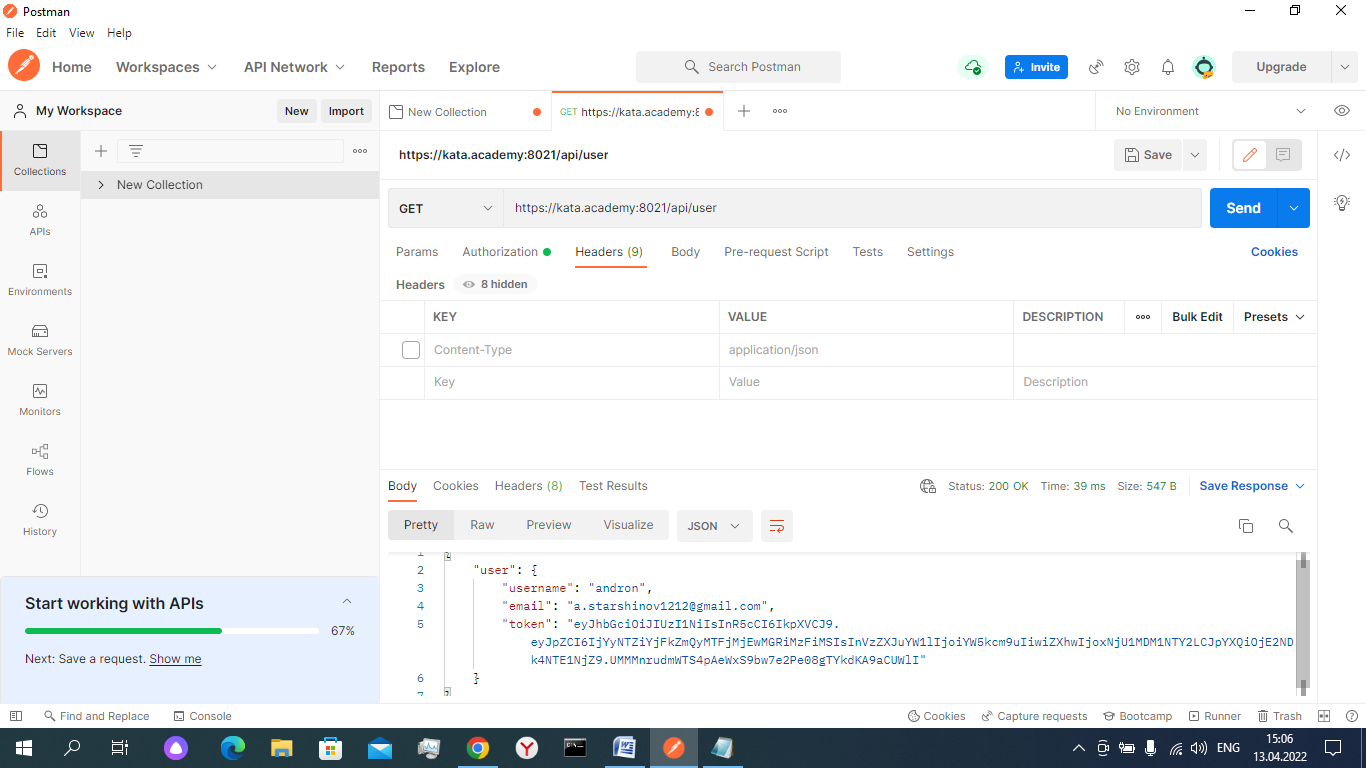 Postman
File Edit View Help
Home Workspaces API Network Reports Explore Search Postman Invite Upgrade
My Workspace New Import New Collection GET https://kata.academy:8 No Environment
https://kata.academy:8021/api/user Save
Collections
New Collection
GET https://kata.academy:8021/api/user Send
APIs
Params Authorization Headers (9) Body Pre-request Script Tests Settings Cookies
Environments
Headers 8 hidden
KEY VALUE DESCRIPTION Bulk Edit Presets
Mock Servers
Content-Type application/json
Key Value Description
Monitors
Flows
History
Body Cookies Headers (8) Test Results Status: 200 OK Time: 39 ms Size: 547 B Save Response
Pretty Raw Preview Visualize JSON
1 {
2 "user": {
3 "username": "andron",
4 "email": "a.starshinov1212@gmail.com",
5 "token": "eyJhbGciOiJIUzI1NiIsInR5cCI6IkpXVCJ9.
eyJpZCI6IjYyNTZiYjFkZmQyMTFjMjEwMGRiMzFiMSIsInVzZXJuYW1lIjoiYW5kcm9uIiwiZXhwIjoxNjU1MDM1NTY2LCJpYXQiOjE2ND
k4NTE1NjZ9.UMMMnrudmWTS4pAeWxS9bw7e2Pe08gTYkdKA9aCUWlI"
6 }
7 }
Start working with APIs
67%
Next: Save a request. Show me
Find and Replace Console Cookies Capture requests Bootcamp Runner Trash
ENG 15:06
13.04.2022